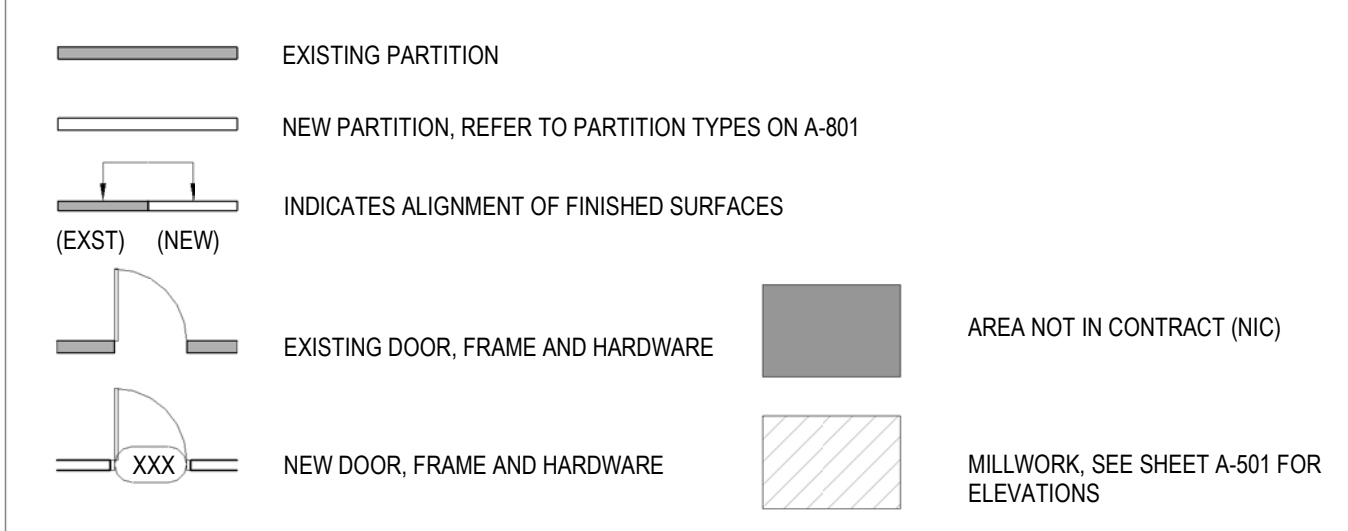 EXISTING PARTITION
NEW PARTITION, REFER TO PARTITION TYPES ON A-801
INDICATES ALIGNMENT OF FINISHED SURFACES
(EXST) (NEW)
EXISTING DOOR, FRAME AND HARDWARE
XXX NEW DOOR, FRAME AND HARDWARE
AREA NOT IN CONTRACT (NIC)
MILLWORK, SEE SHEET A-501 FOR
ELEVATIONS